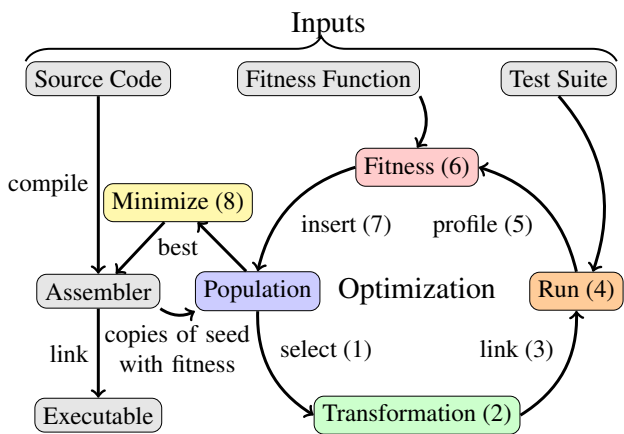 Inputs
Source Code
Fitness Function
Test Suite
Fitness (6)
compile
Minimize (8)
insert (7)
profile (5)
best
Assembler
Population
Optimization
Run (4)
copies of seed
with fitness
link
select (1)
link (3)
Executable
Transformation (2)